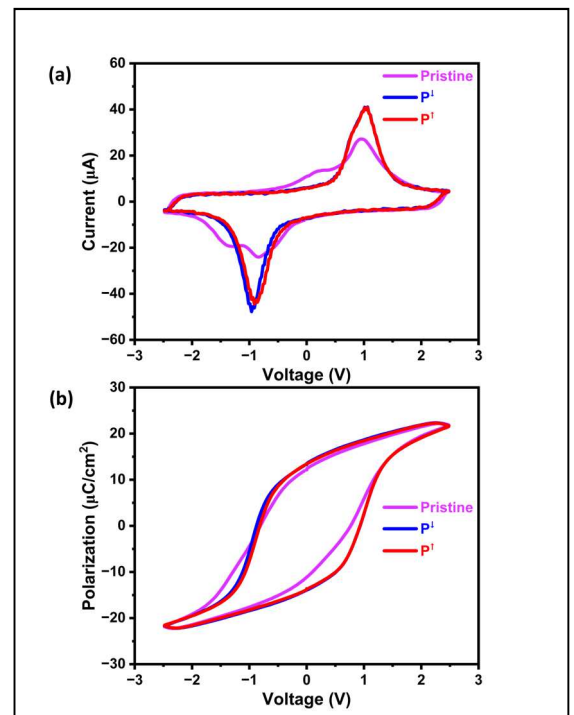 (a)
Pristine
P↓
P↑
Current (μA)
60
40
20
0
−20
−40
−60
−3
−2
−1
0
1
2
3
Voltage (V)
(b)
Pristine
P↓
P↑
Polarization (μC/cm²)
30
20
10
0
−10
−20
−30
−3
−2
−1
0
1
2
3
Voltage (V)